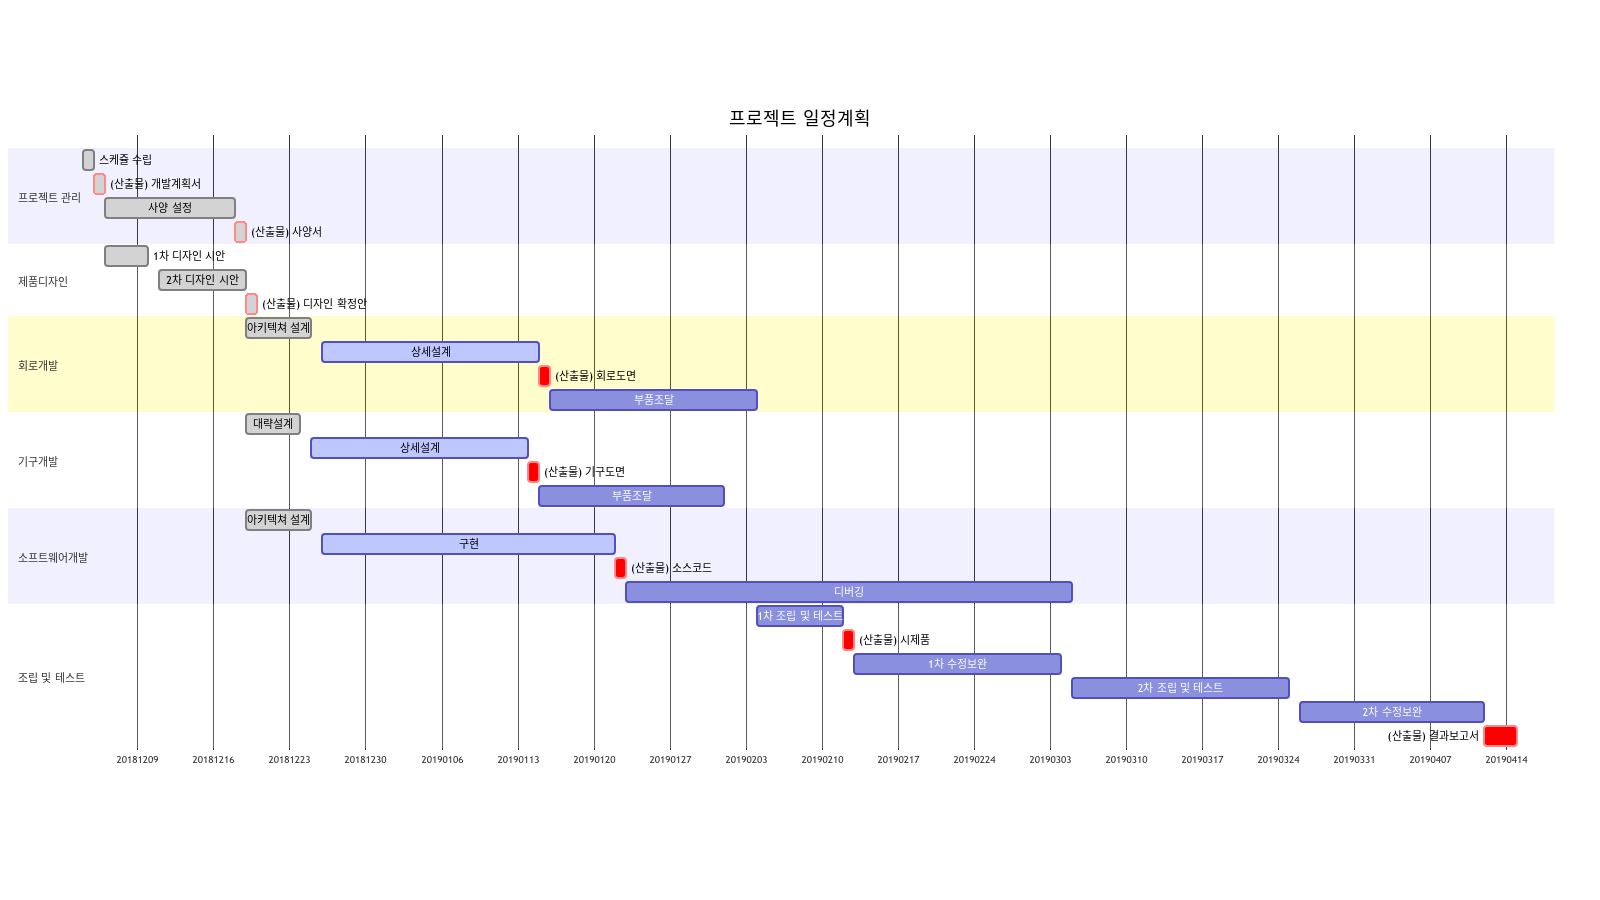 프로젝트 일정계획
프로젝트 관리
스케쥴 수립
(산출물) 개발계획서
사양 설정
(산출물) 사양서
제품디자인
1차 디자인 시안
2차 디자인 시안
(산출물) 디자인 확정안
회로개발
아키텍쳐 설계
상세설계
(산출물) 회로도면
부품조달
기구개발
대략설계
상세설계
(산출물) 기구도면
부품조달
소프트웨어개발
아키텍쳐 설계
구현
(산출물) 소스코드
디버깅
조립 및 테스트
1차 조립 및 테스트
(산출물) 시제품
1차 수정보완
2차 조립 및 테스트
2차 수정보완
(산출물) 결과보고서
20181209 20181216 20181223 20181230 20190106 20190113 20190120 20190127 20190203 20190210 20190217 20190224 20190303 20190310 20190317 20190324 20190331 20190407 20190414